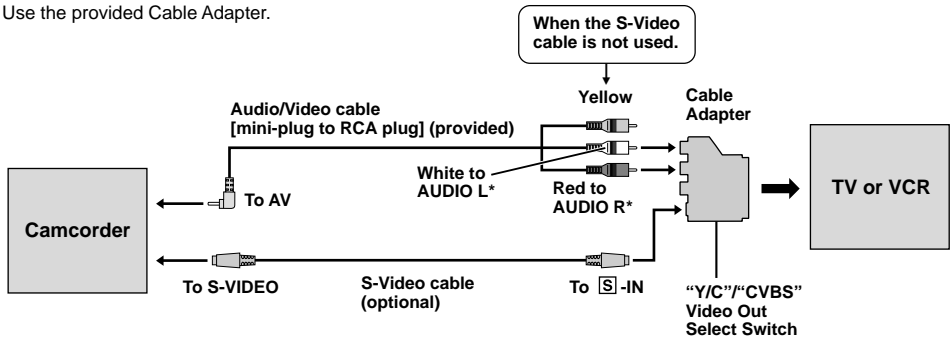 Use the provided Cable Adapter.
When the S-Video
cable is not used.
Yellow
Cable
Adapter
Audio/Video cable
[mini-plug to RCA plug] (provided)
White to
AUDIO L*
Red to
AUDIO R*
To AV
Camcorder
TV or VCR
To S-VIDEO
S-Video cable
(optional)
To S -IN
“Y/C”/“CVBS”
Video Out
Select Switch